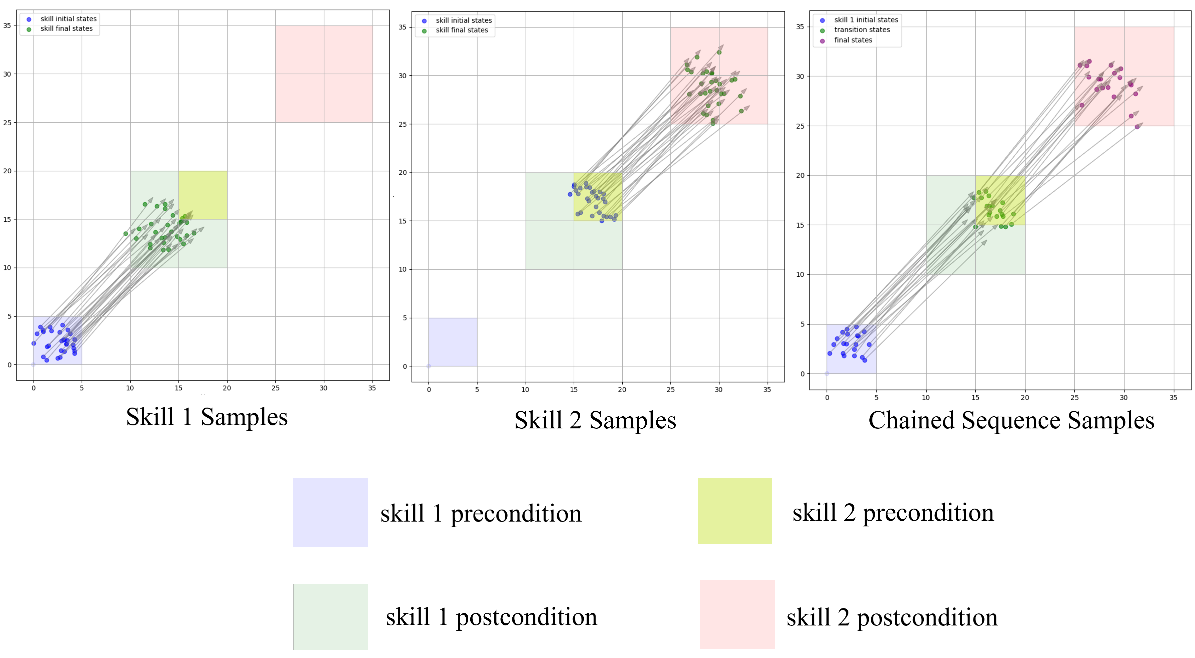 skill initial states
skill final states
35
30
25
20
15
10
5
0
0 5 10 15 20 25 30 35
Skill 1 Samples
skill initial states
skill final states
35
30
25
20
15
10
5
0
0 5 10 15 20 25 30 35
Skill 2 Samples
skill 1 initial states
transition states
final states
35
30
25
20
15
10
5
0
0 5 10 15 20 25 30 35
Chained Sequence Samples
skill 1 precondition
skill 2 precondition
skill 1 postcondition
skill 2 postcondition